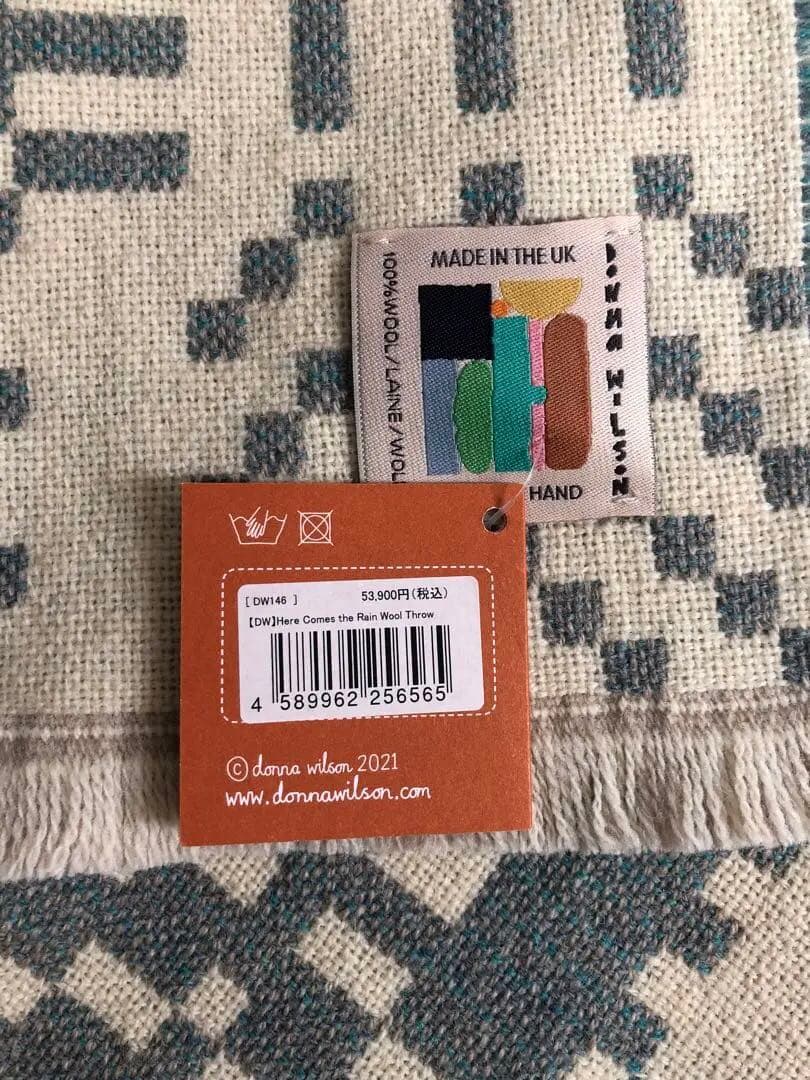 MADE IN THE UK
100% WOOL / LAINE / WOL
DONNA WILSON
HAND
[ DW146 ] 53,900円(税込)
【DW】Here Comes the Rain Wool Throw
4 589962 256565
© donna wilson 2021
www.donnawilson.com